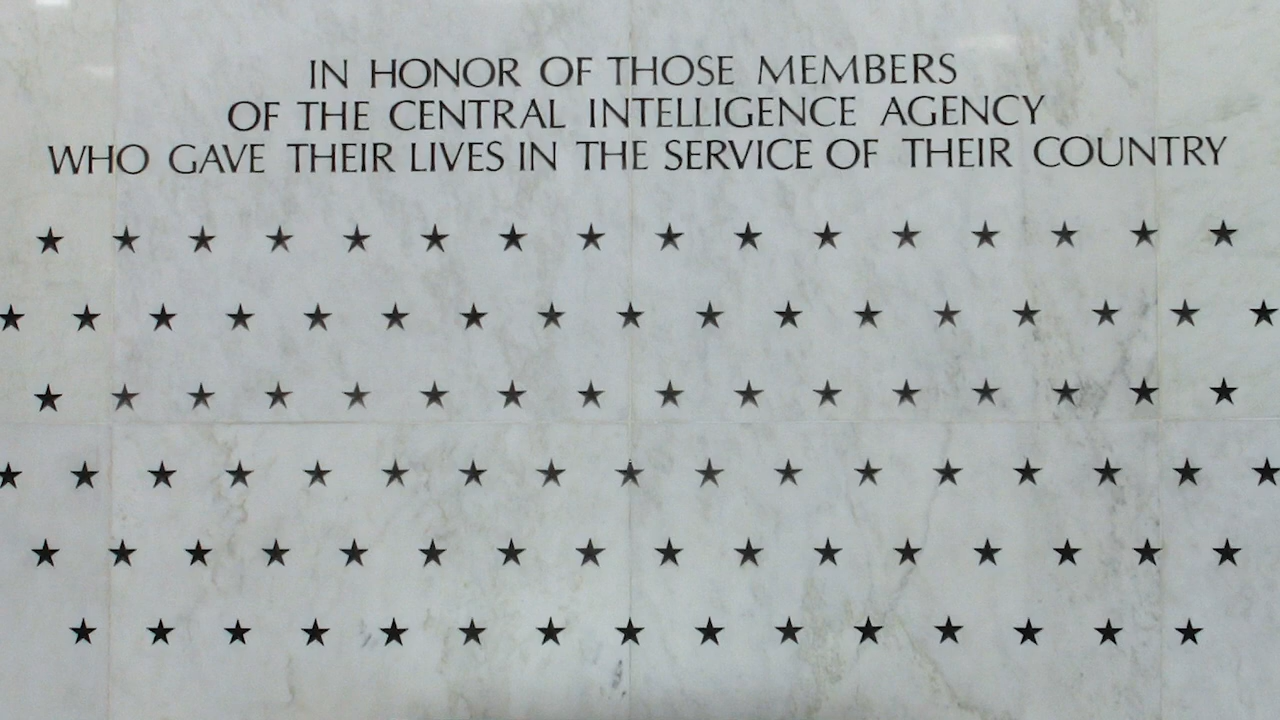 IN HONOR OF THOSE MEMBERS
OF THE CENTRAL INTELLIGENCE AGENCY
WHO GAVE THEIR LIVES IN THE SERVICE OF THEIR COUNTRY